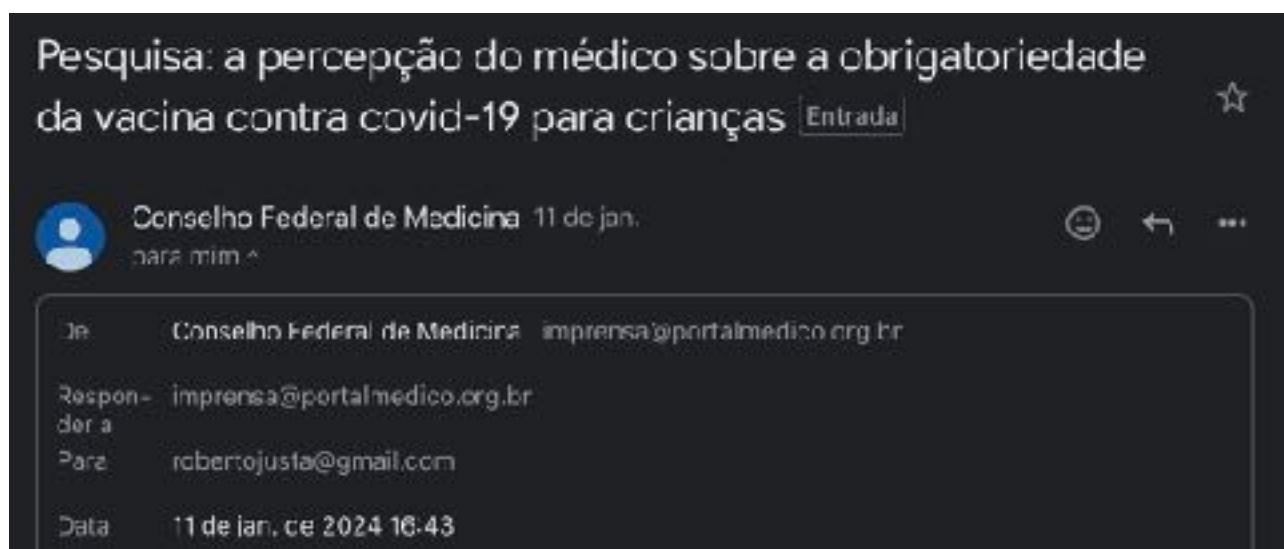 Pesquisa: a percepção do médico sobre a obrigatoriedade
da vacina contra covid-19 para crianças Entrada
Conselho Federal de Medicina 11 de jan.
para mim
De Conselho Federal de Medicina imprensa@portalmedico.org.br
Respon-
der a imprensa@portalmedico.org.br
Para robertojusta@gmail.com
Data 11 de jan. de 2024 16:43